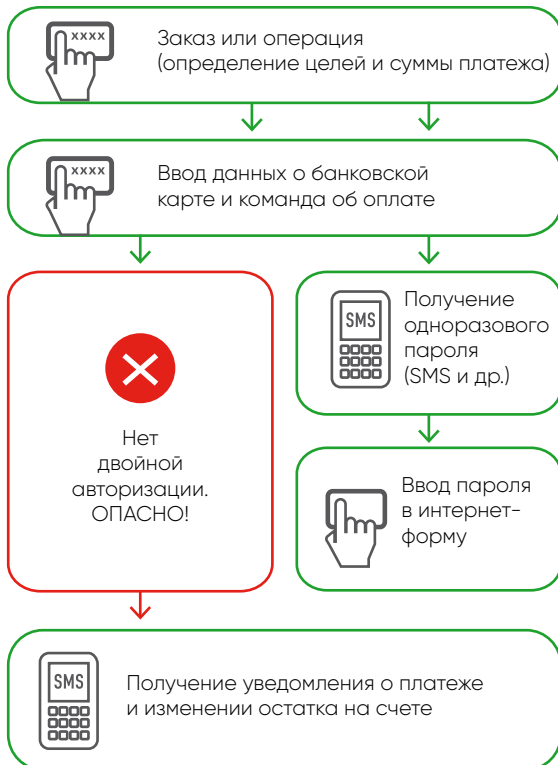 xxxx
Заказ или операция
(определение целей и суммы платежа)
xxxx
Ввод данных о банковской
карте и команда об оплате
Нет
двойной
авторизации.
ОПАСНО!
SMS
Получение
одноразового
пароля
(SMS и др.)
Ввод пароля
в интернет-
форму
SMS
Получение уведомления о платеже
и изменении остатка на счете